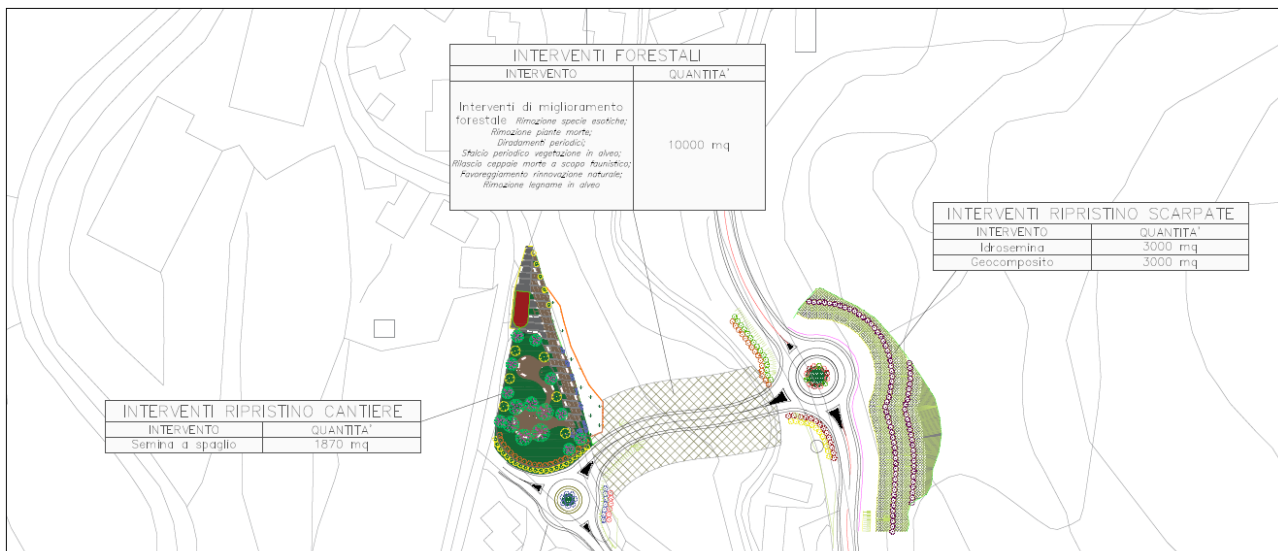 INTERVENTI FORESTALI
INTERVENTO QUANTITA'
Interventi di miglioramento
forestale Rimozione specie esotiche;
Rimozione piante morte;
Diradamenti periodici;
Stalcio periodico vegetazione in alveo;
Rilascio ceppaie morte a scopo faunistico;
Favoreggiamento rinnovazione naturale;
Rimozione legname in alveo
10000 mq
INTERVENTI RIPRISTINO SCARPATE
INTERVENTO QUANTITA'
Idrosemina 3000 mq
Geocomposito 3000 mq
INTERVENTI RIPRISTINO CANTIERE
INTERVENTO QUANTITA'
Semina a spaglio 1870 mq